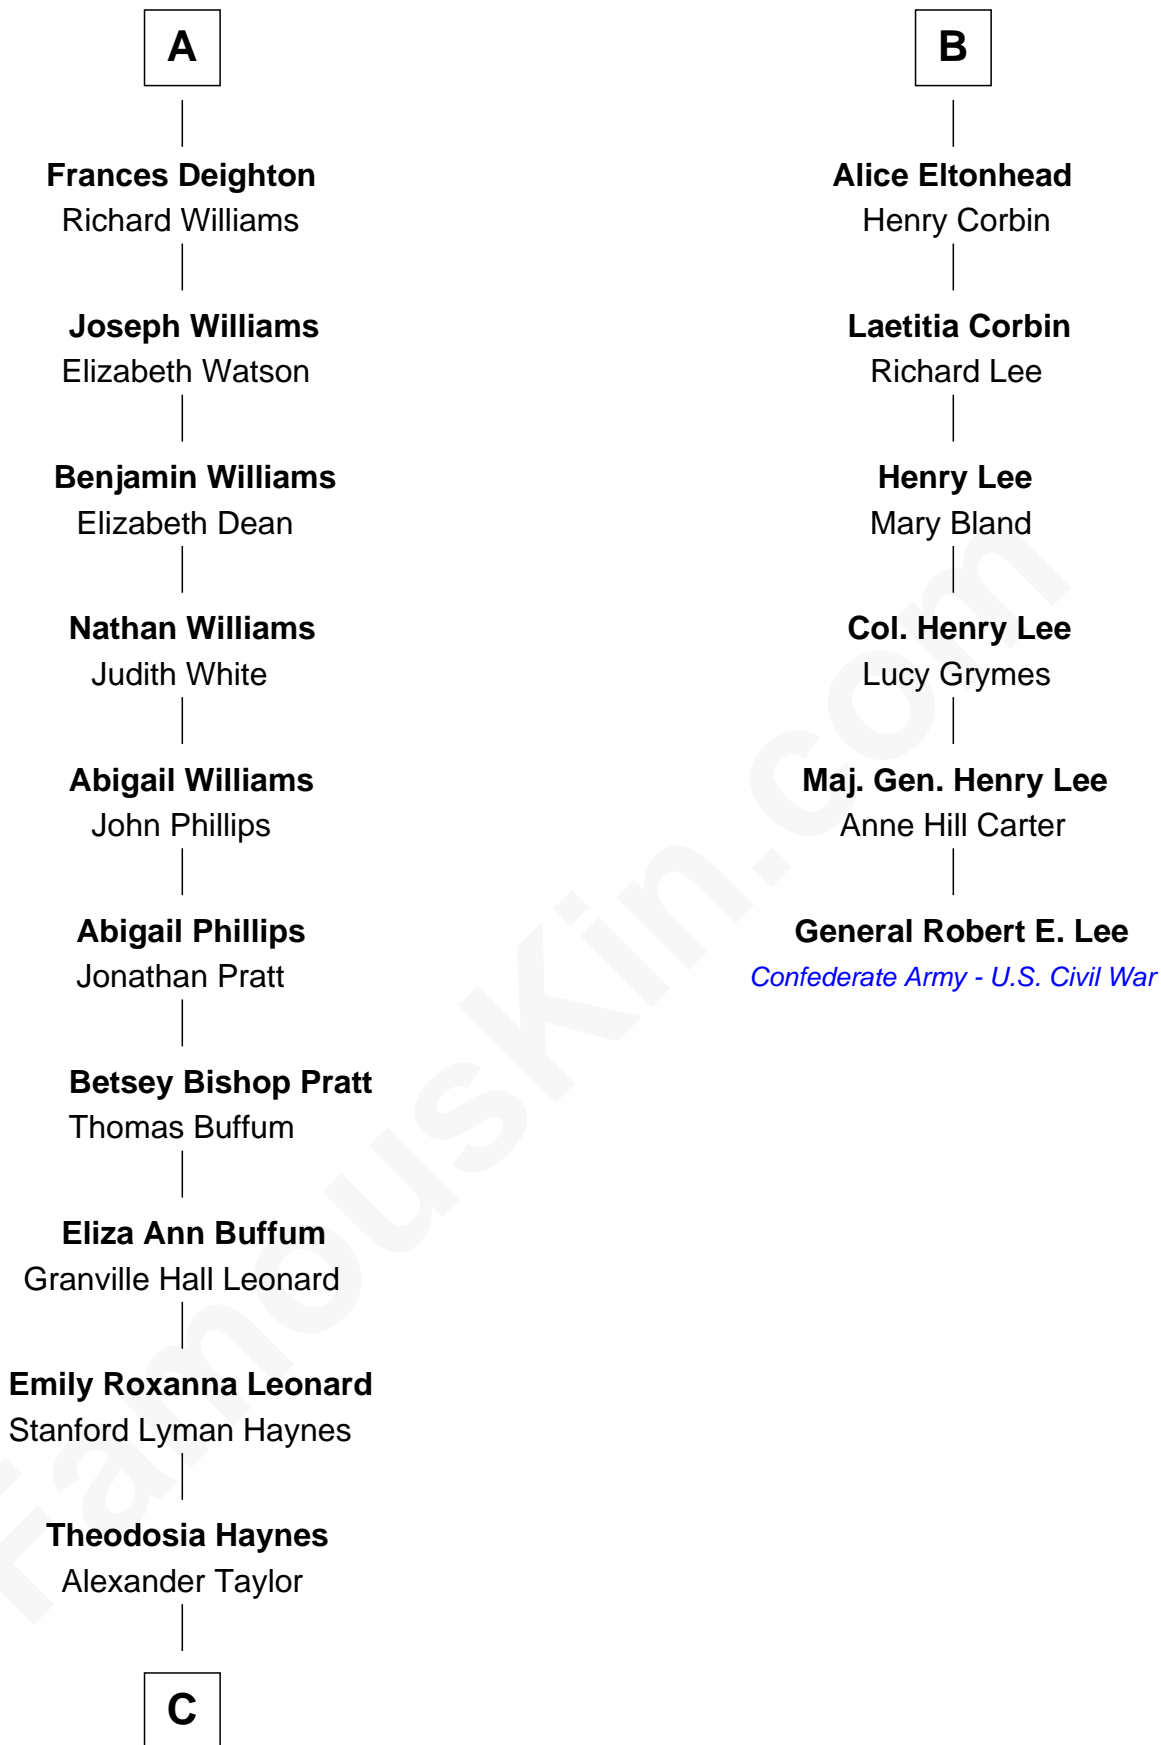 A
Frances Deighton
Richard Williams
Joseph Williams
Elizabeth Watson
Benjamin Williams
Elizabeth Dean
Nathan Williams
Judith White
Abigail Williams
John Phillips
Abigail Phillips
Jonathan Pratt
Betsey Bishop Pratt
Thomas Buffum
Eliza Ann Buffum
Granville Hall Leonard
Emily Roxanna Leonard
Stanford Lyman Haynes
Theodosia Haynes
Alexander Taylor
C
B
Alice Eltonhead
Henry Corbin
Laetitia Corbin
Richard Lee
Henry Lee
Mary Bland
Col. Henry Lee
Lucy Grymes
Maj. Gen. Henry Lee
Anne Hill Carter
General Robert E. Lee
Confederate Army - U.S. Civil War
FamousKin.com